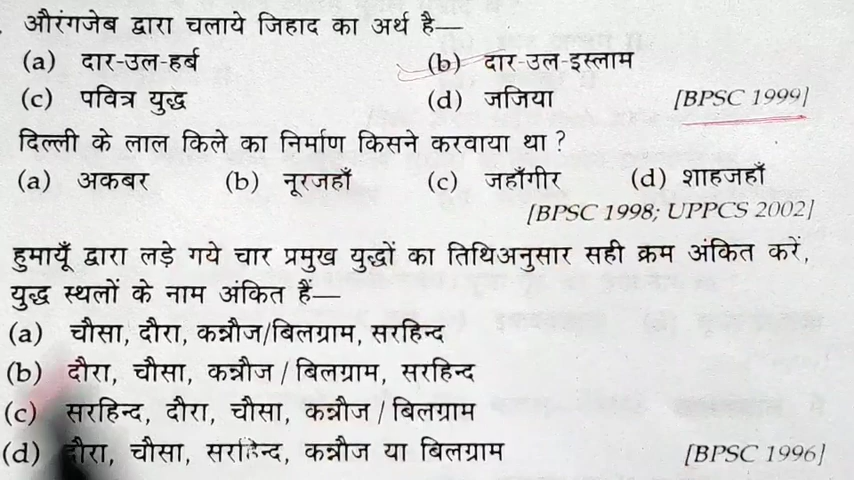 औरंगजेब द्वारा चलाये जिहाद का अर्थ है—
(a) दार-उल-हर्ब (b) दार-उल-इस्लाम
(c) पवित्र युद्ध (d) जजिया [BPSC 1999]
दिल्ली के लाल किले का निर्माण किसने करवाया था ?
(a) अकबर (b) नूरजहाँ (c) जहाँगीर (d) शाहजहाँ
[BPSC 1998; UPPCS 2002]
हुमायूँ द्वारा लड़े गये चार प्रमुख युद्धों का तिथिअनुसार सही क्रम अंकित करें,
युद्ध स्थलों के नाम अंकित हैं—
(a) चौसा, दौरा, कन्नौज/बिलग्राम, सरहिन्द
(b) दौरा, चौसा, कन्नौज / बिलग्राम, सरहिन्द
(c) सरहिन्द, दौरा, चौसा, कन्नौज / बिलग्राम
(d) दौरा, चौसा, सरहिन्द, कन्नौज या बिलग्राम [BPSC 1996]